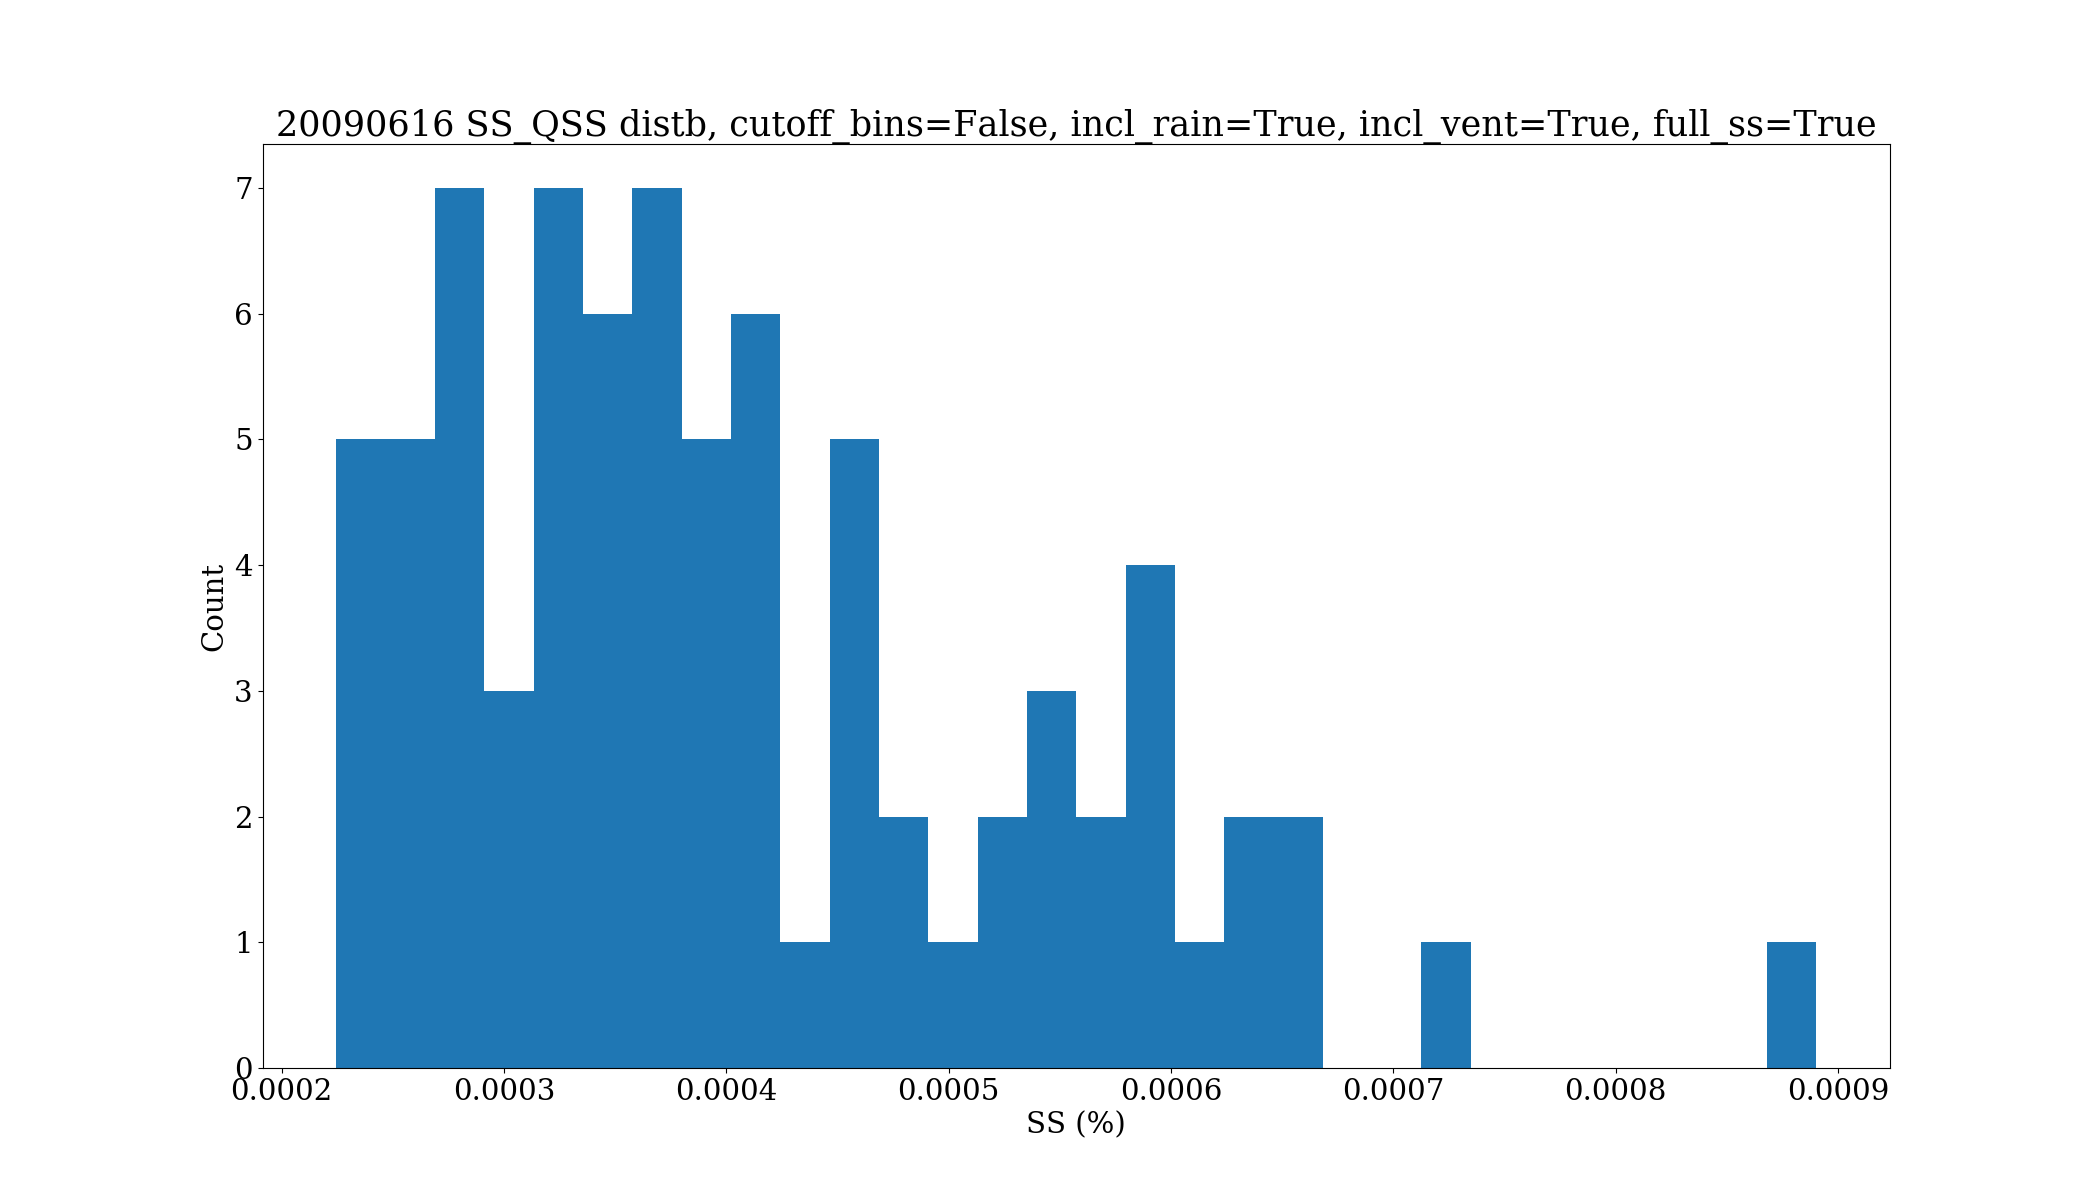 20090616 SS_QSS distb, cutoff_bins=False, incl_rain=True, incl_vent=True, full_ss=True
7
6
5
4
3
2
1
0
Count
0.0002 0.0003 0.0004 0.0005 0.0006 0.0007 0.0008 0.0009
SS (%)